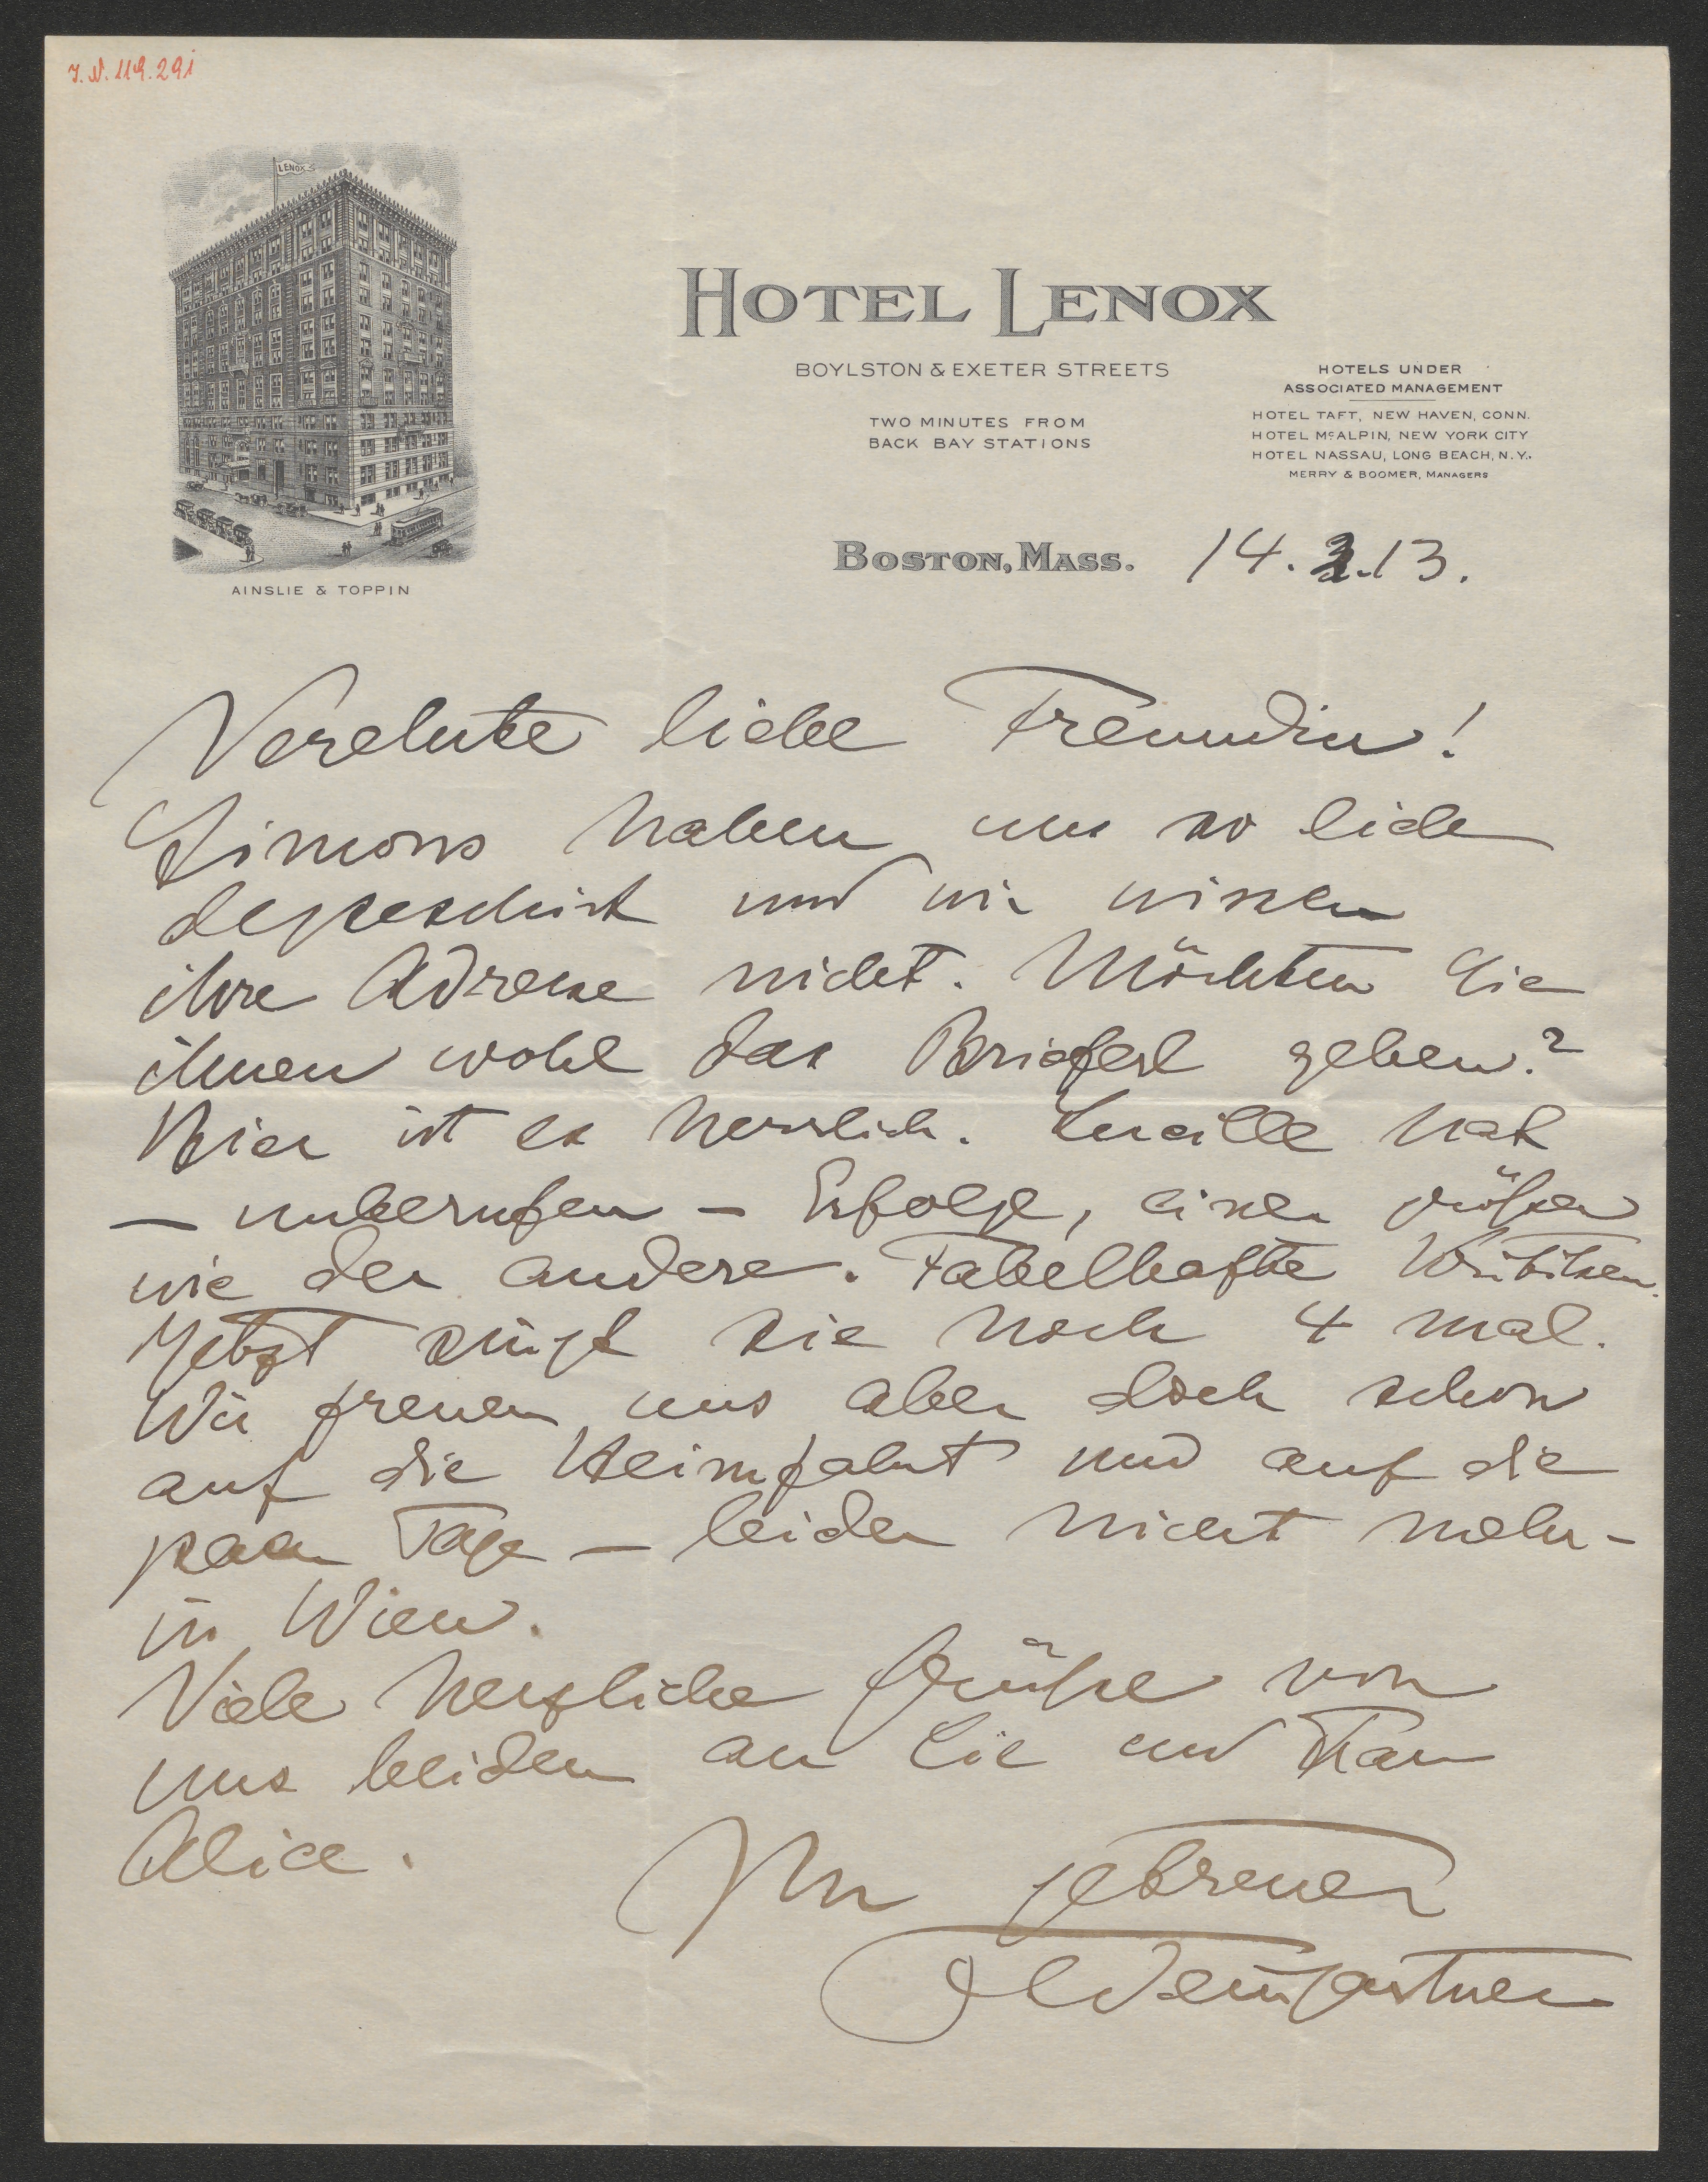 I.N. 119.291
LENOX
HOTEL LENOX
BOYLSTON & EXETER STREETS
TWO MINUTES FROM
BACK BAY STATIONS
HOTELS UNDER
ASSOCIATED MANAGEMENT
HOTEL TAFT, NEW HAVEN, CONN.
HOTEL McALPIN, NEW YORK CITY
HOTEL NASSAU, LONG BEACH, N.Y.
MERRY & BOOMER, MANAGERS
AINSLIE & TOPPIN
BOSTON, MASS. 14. .13.
Verehrte liebe Freundin!
Simons haben uns so lieb
depeschirt und wir wissen
ihre Adresse nicht. Möchten Sie
ihnen wohl das Brieferl geben?
Hier ist es herrlich. Lucille hat
— unberufen – Erfolge, einer größer
wie der andere. Fabelhafte Kritiken.
Jetzt singt sie noch 4 mal.
Wir freuen uns aber doch schon
auf die Heimfahrt und auf die
paar Tage — leider nicht mehr –
in Wien.
Viele herzliche Grüße von
uns beiden an Sie und Frau
Alice.
Ihr getreuer
Weingartner